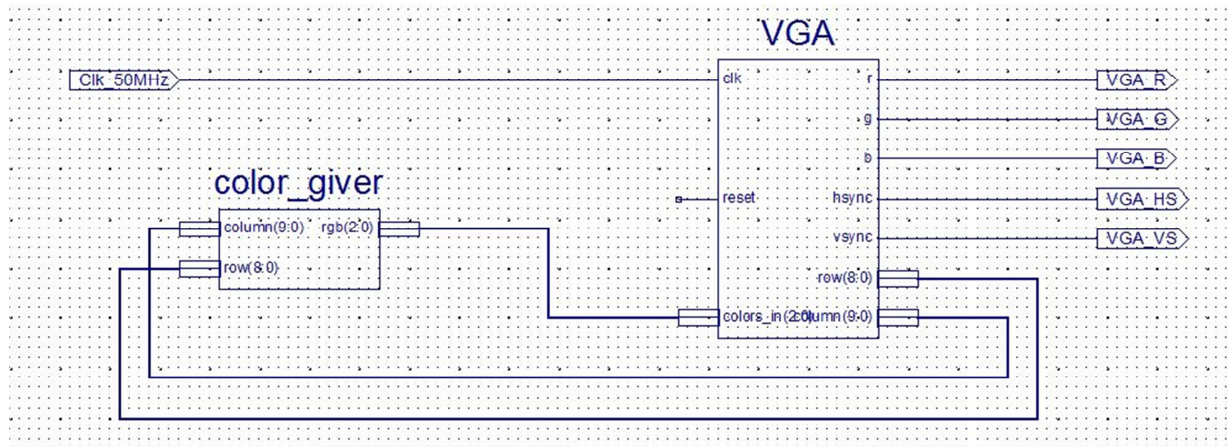 VGA
Clk_50MHz
clk
r
VGA_R
g
VGA_G
b
VGA_B
color_giver
reset
hsync
VGA_HS
column(9:0)
rgb(2:0)
vsync
VGA_VS
row(8:0)
row(8:0)
colors_in(2:0)
column(9:0)